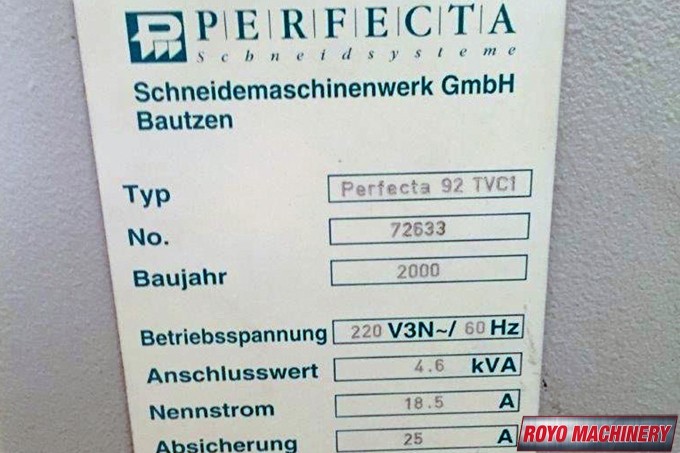 PERFECTA
Schneidsysteme
Schneidemaschinenwerk GmbH
Bautzen
Typ Perfecta 92 TVC1
No. 72633
Baujahr 2000
Betriebsspannung 220 V3N~/ 60 Hz
Anschlusswert 4.6 kVA
Nennstrom 18.5 A
Absicherung 25 A
ROYO MACHINERY